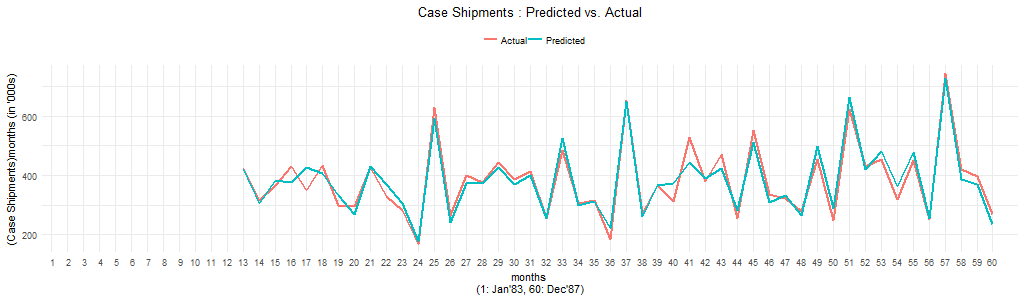 Case Shipments : Predicted vs. Actual
Actual Predicted
(Case Shipments)months (in '000s)
600
400
200
1 2 3 4 5 6 7 8 9 10 11 12 13 14 15 16 17 18 19 20 21 22 23 24 25 26 27 28 29 30 31 32 33 34 35 36 37 38 39 40 41 42 43 44 45 46 47 48 49 50 51 52 53 54 55 56 57 58 59 60
months
(1: Jan'83, 60: Dec'87)